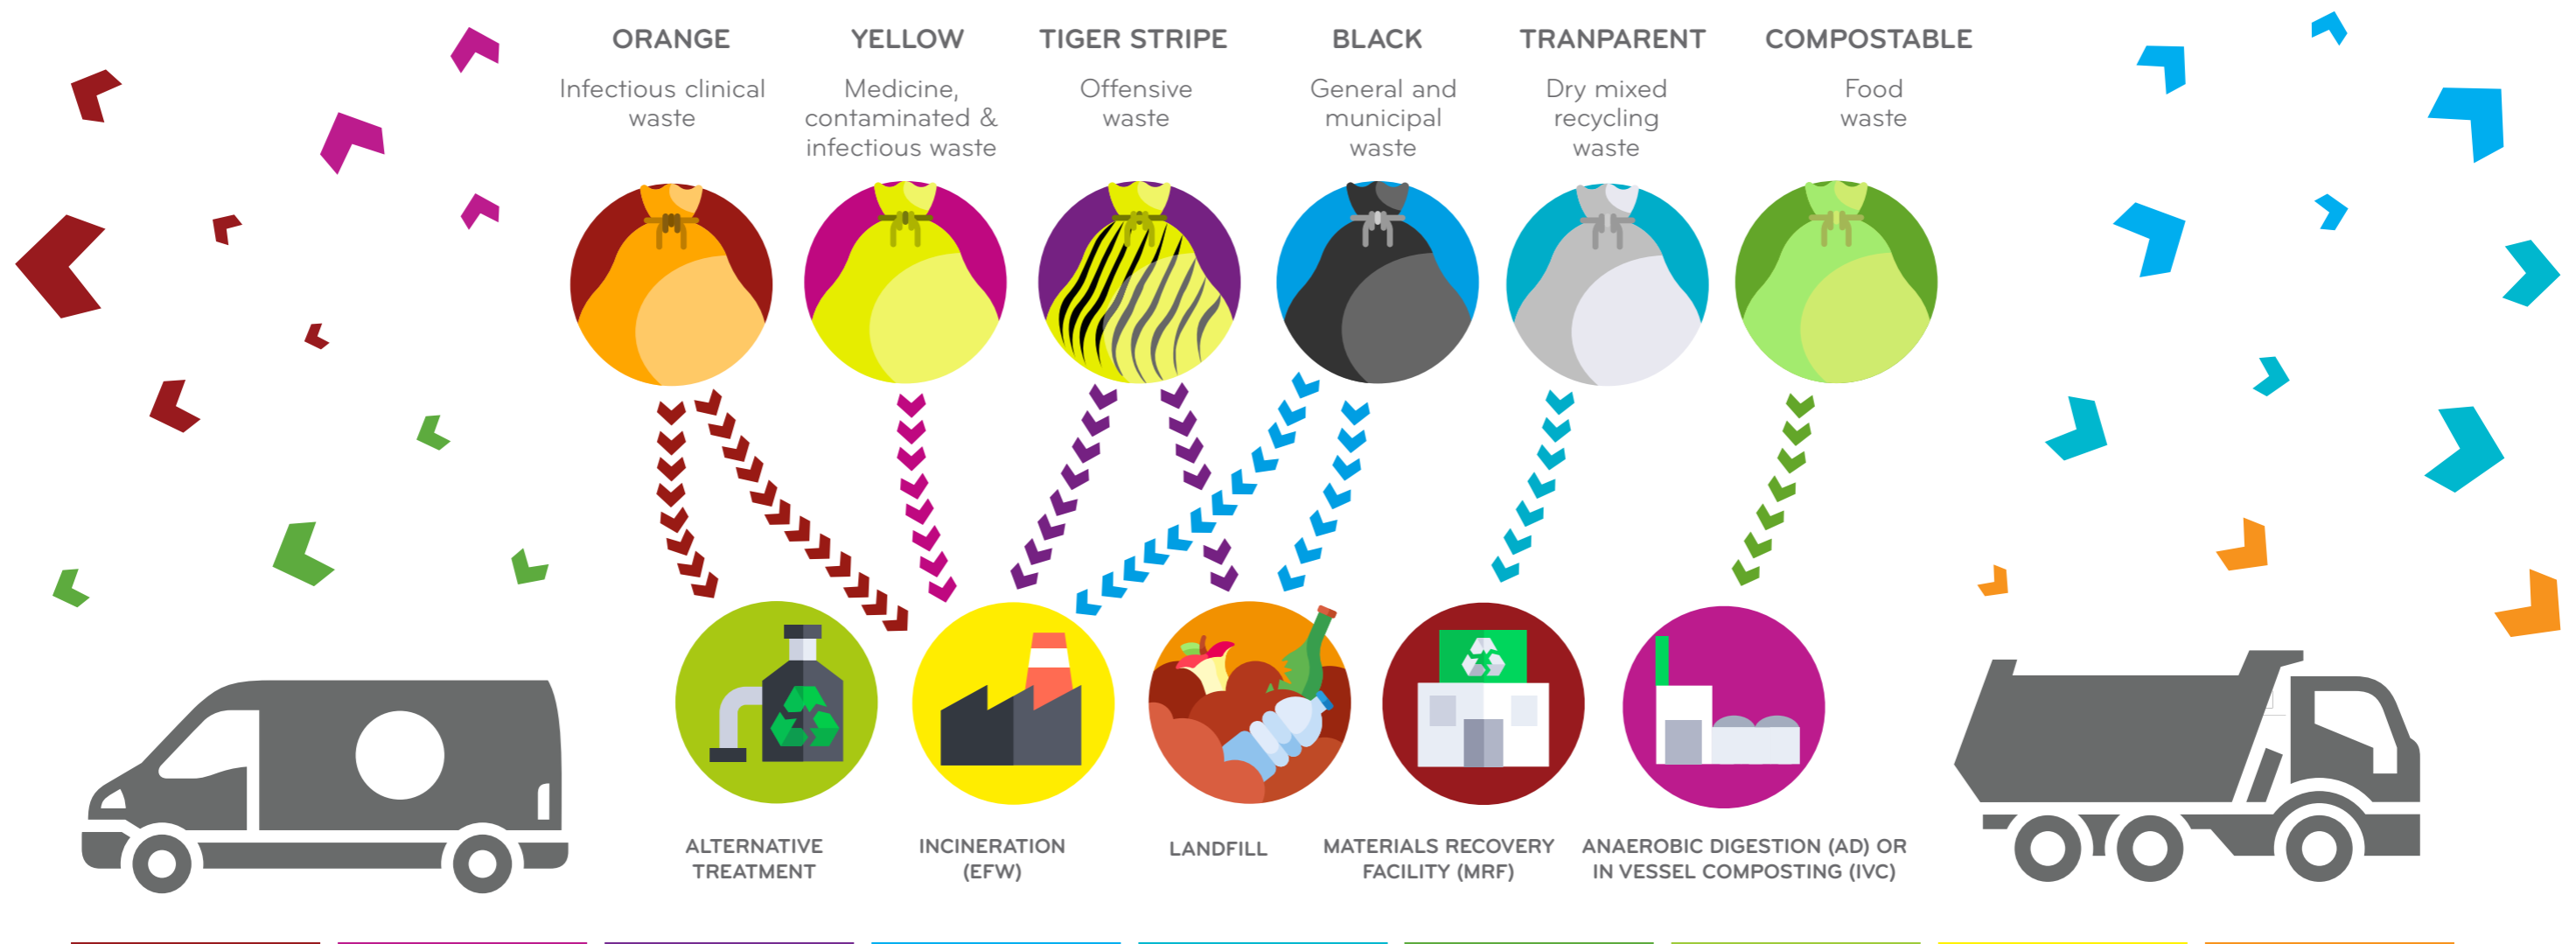 ORANGE
Infectious clinical
waste
YELLOW
Medicine,
contaminated &
infectious waste
TIGER STRIPE
Offensive
waste
BLACK
General and
municipal
waste
TRANPARENT
Dry mixed
recycling
waste
COMPOSTABLE
Food
waste
ALTERNATIVE
TREATMENT
INCINERATION
(EFW)
LANDFILL
MATERIALS RECOVERY
FACILITY (MRF)
ANAEROBIC DIGESTION (AD) OR
IN VESSEL COMPOSTING (IVC)